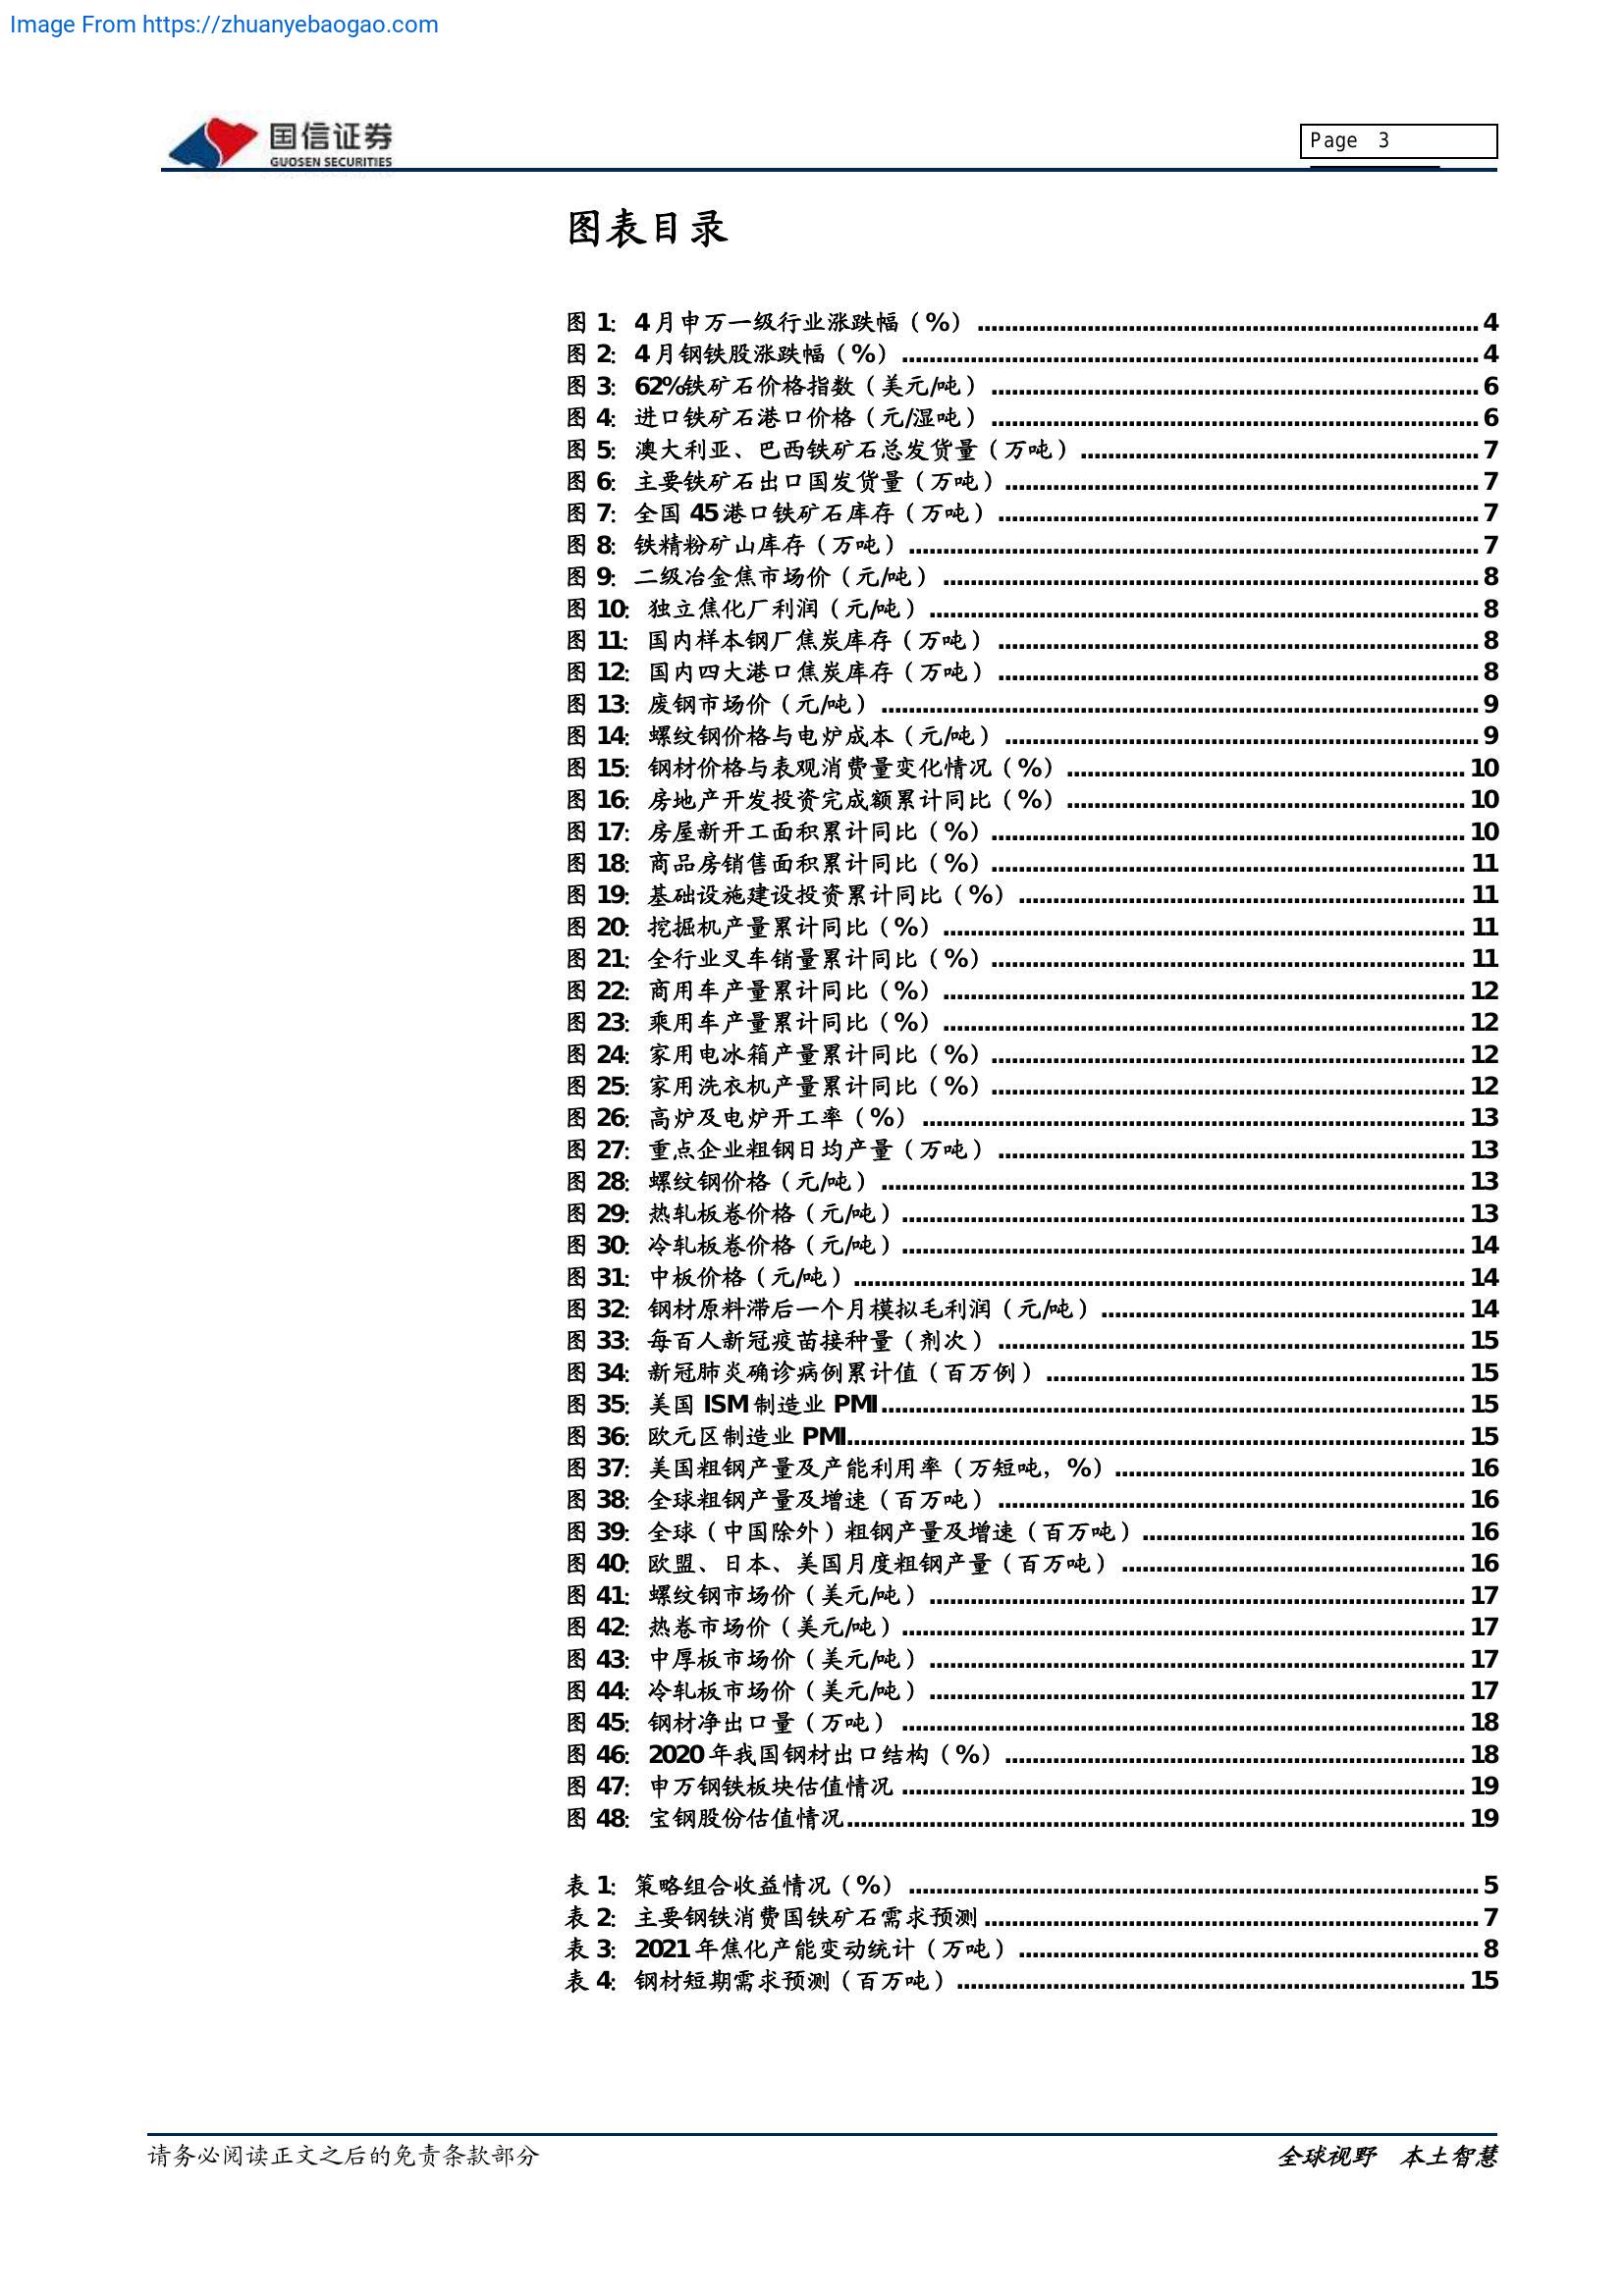 Image From https://zhuanyebaogao.com
国信证券
GUOSEN SECURITIES
Page 3
图表目录
图 1: 4 月申万一级行业涨跌幅（%） 4
图 2: 4 月钢铁股涨跌幅（%） 4
图 3: 62%铁矿石价格指数（美元/吨） 6
图 4: 进口铁矿石港口价格（元/湿吨） 6
图 5: 澳大利亚、巴西铁矿石总发货量（万吨） 7
图 6: 主要铁矿石出口国发货量（万吨） 7
图 7: 全国 45 港口铁矿石库存（万吨） 7
图 8: 铁精粉矿山库存（万吨） 7
图 9: 二级冶金焦市场价（元/吨） 8
图 10: 独立焦化厂利润（元/吨） 8
图 11: 国内样本钢厂焦炭库存（万吨） 8
图 12: 国内四大港口焦炭库存（万吨） 8
图 13: 废钢市场价（元/吨） 9
图 14: 螺纹钢价格与电炉成本（元/吨） 9
图 15: 钢材价格与表观消费量变化情况（%） 10
图 16: 房地产开发投资完成额累计同比（%） 10
图 17: 房屋新开工面积累计同比（%） 10
图 18: 商品房销售面积累计同比（%） 11
图 19: 基础设施建设投资累计同比（%） 11
图 20: 挖掘机产量累计同比（%） 11
图 21: 全行业叉车销量累计同比（%） 11
图 22: 商用车产量累计同比（%） 12
图 23: 乘用车产量累计同比（%） 12
图 24: 家用电冰箱产量累计同比（%） 12
图 25: 家用洗衣机产量累计同比（%） 12
图 26: 高炉及电炉开工率（%） 13
图 27: 重点企业粗钢日均产量（万吨） 13
图 28: 螺纹钢价格（元/吨） 13
图 29: 热轧板卷价格（元/吨） 13
图 30: 冷轧板卷价格（元/吨） 14
图 31: 中板价格（元/吨） 14
图 32: 钢材原料滞后一个月模拟毛利润（元/吨） 14
图 33: 每百人新冠疫苗接种量（剂次） 15
图 34: 新冠肺炎确诊病例累计值（百万例） 15
图 35: 美国 ISM 制造业 PMI 15
图 36: 欧元区制造业 PMI 15
图 37: 美国粗钢产量及产能利用率（万短吨，%） 16
图 38: 全球粗钢产量及增速（百万吨） 16
图 39: 全球（中国除外）粗钢产量及增速（百万吨） 16
图 40: 欧盟、日本、美国月度粗钢产量（百万吨） 16
图 41: 螺纹钢市场价（美元/吨） 17
图 42: 热卷市场价（美元/吨） 17
图 43: 中厚板市场价（美元/吨） 17
图 44: 冷轧板市场价（美元/吨） 17
图 45: 钢材净出口量（万吨） 18
图 46: 2020 年我国钢材出口结构（%） 18
图 47: 申万钢铁板块估值情况 19
图 48: 宝钢股份估值情况 19
表 1: 策略组合收益情况（%） 5
表 2: 主要钢铁消费国铁矿石需求预测 7
表 3: 2021 年焦化产能变动统计（万吨） 8
表 4: 钢材短期需求预测（百万吨） 15
请务必阅读正文之后的免责条款部分
全球视野 本土智慧